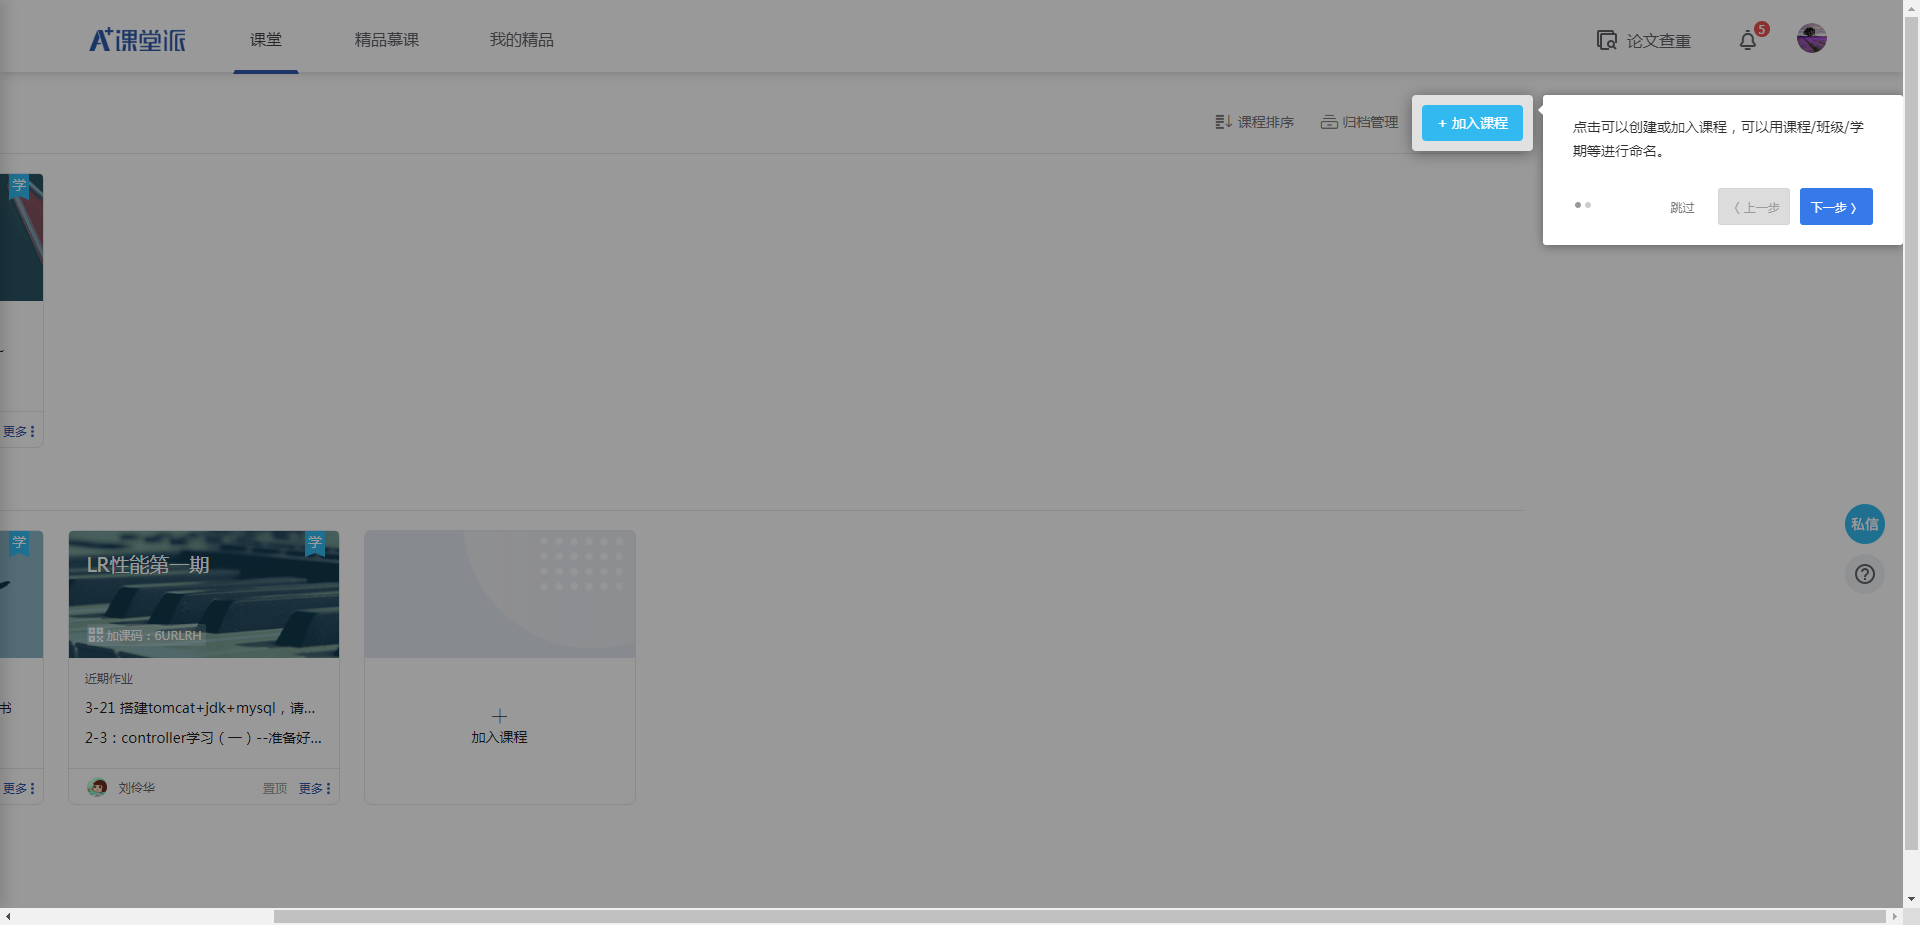 A+课堂派
课堂
精品慕课
我的精品
论文查重
5
课程排序
归档管理
+ 加入课程
点击可以创建或加入课程，可以用课程/班级/学
期等进行命名。
跳过
〈 上一步
下一步 〉
学
更多
私信
学
书
更多
学
LR性能第一期
加课码：6URLRH
近期作业
3-21 搭建tomcat+jdk+mysql，请...
2-3：controller学习（一）--准备好...
刘伶华
置顶
更多
加入课程